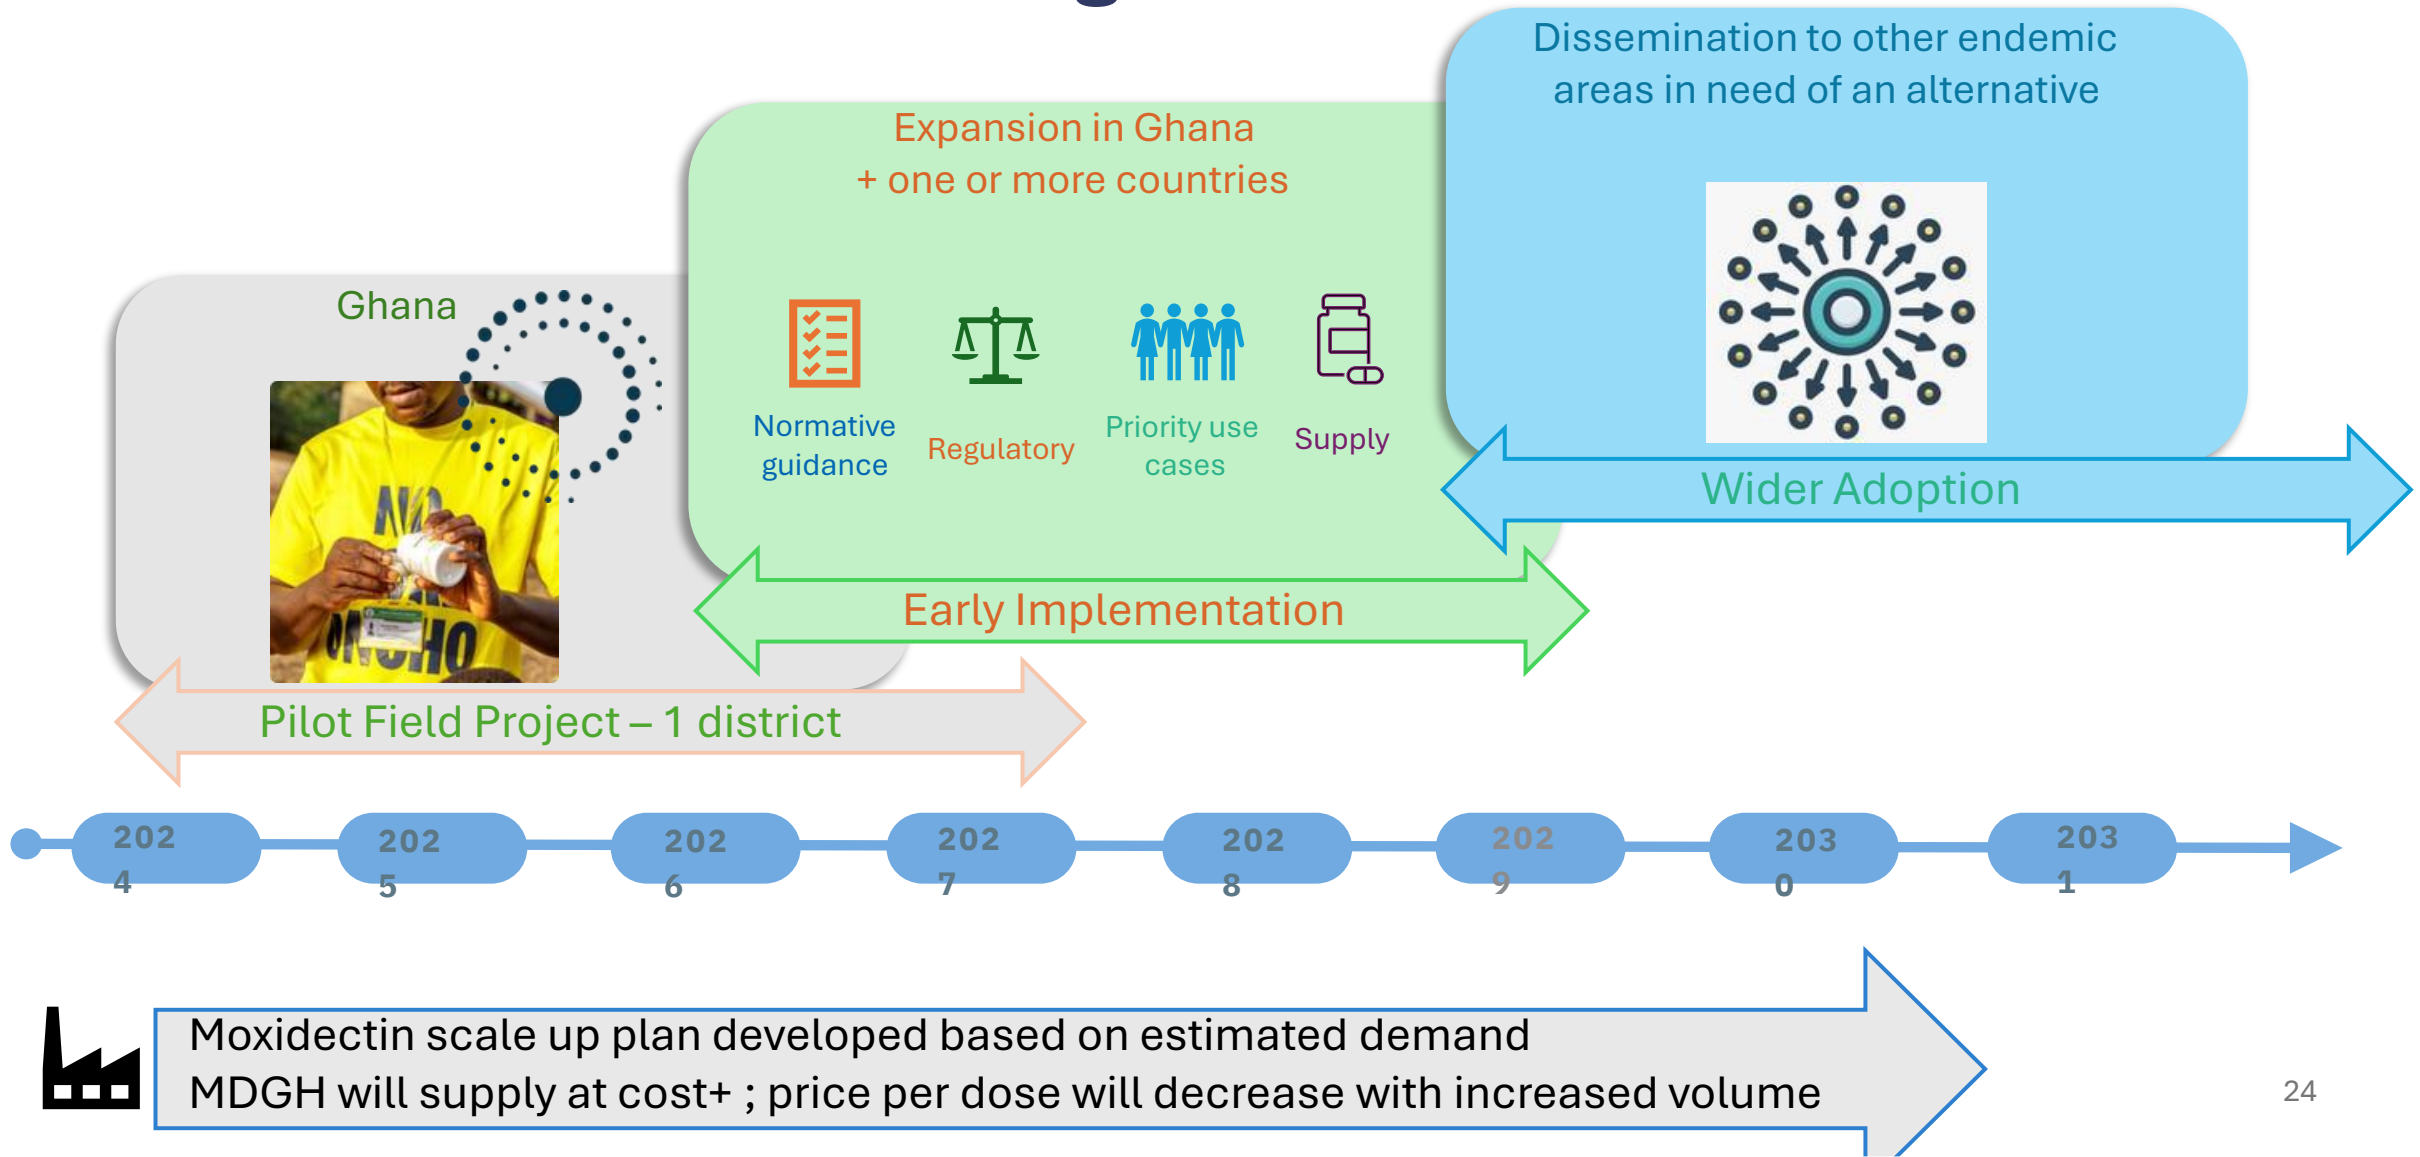 Dissemination to other endemic
areas in need of an alternative
Expansion in Ghana
+ one or more countries
Ghana
Normative
guidance
Regulatory
Priority use
cases
Supply
NO
ONCHO
Wider Adoption
Early Implementation
Pilot Field Project – 1 district
202
4
202
5
202
6
202
7
202
8
202
9
203
0
203
1
Moxidectin scale up plan developed based on estimated demand
MDGH will supply at cost+ ; price per dose will decrease with increased volume
24